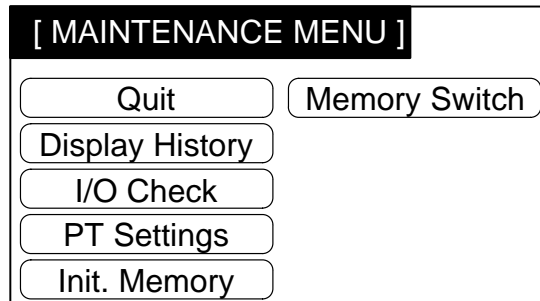 [ MAINTENANCE MENU ]
Quit Memory Switch
Display History
I/O Check
PT Settings
Init. Memory